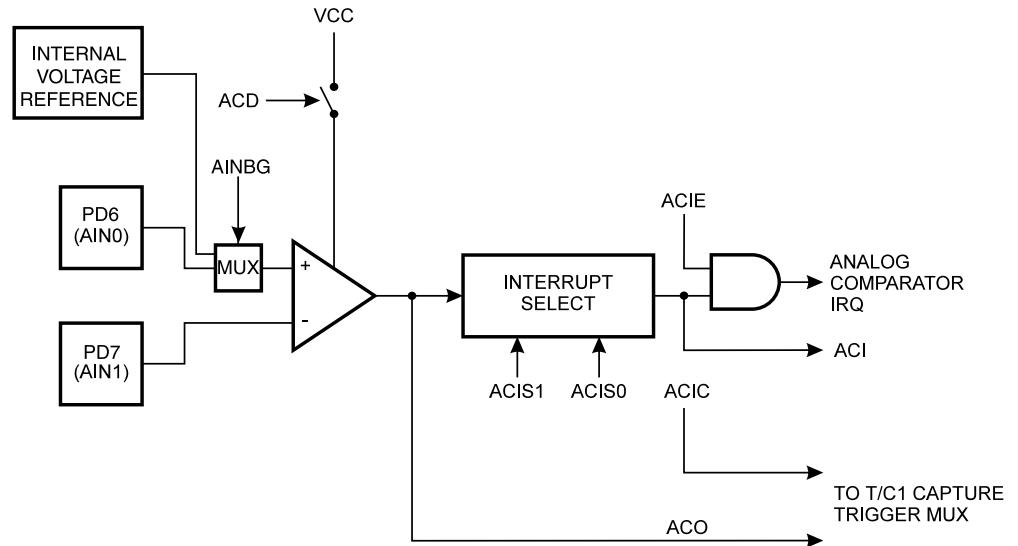 VCC
INTERNAL
VOLTAGE
REFERENCE
ACD
AINBG
PD6
(AIN0)
MUX
+
-
PD7
(AIN1)
INTERRUPT
SELECT
ACIS1
ACIS0
ACIE
ANALOG
COMPARATOR
IRQ
ACI
ACIC
TO T/C1 CAPTURE
TRIGGER MUX
ACO